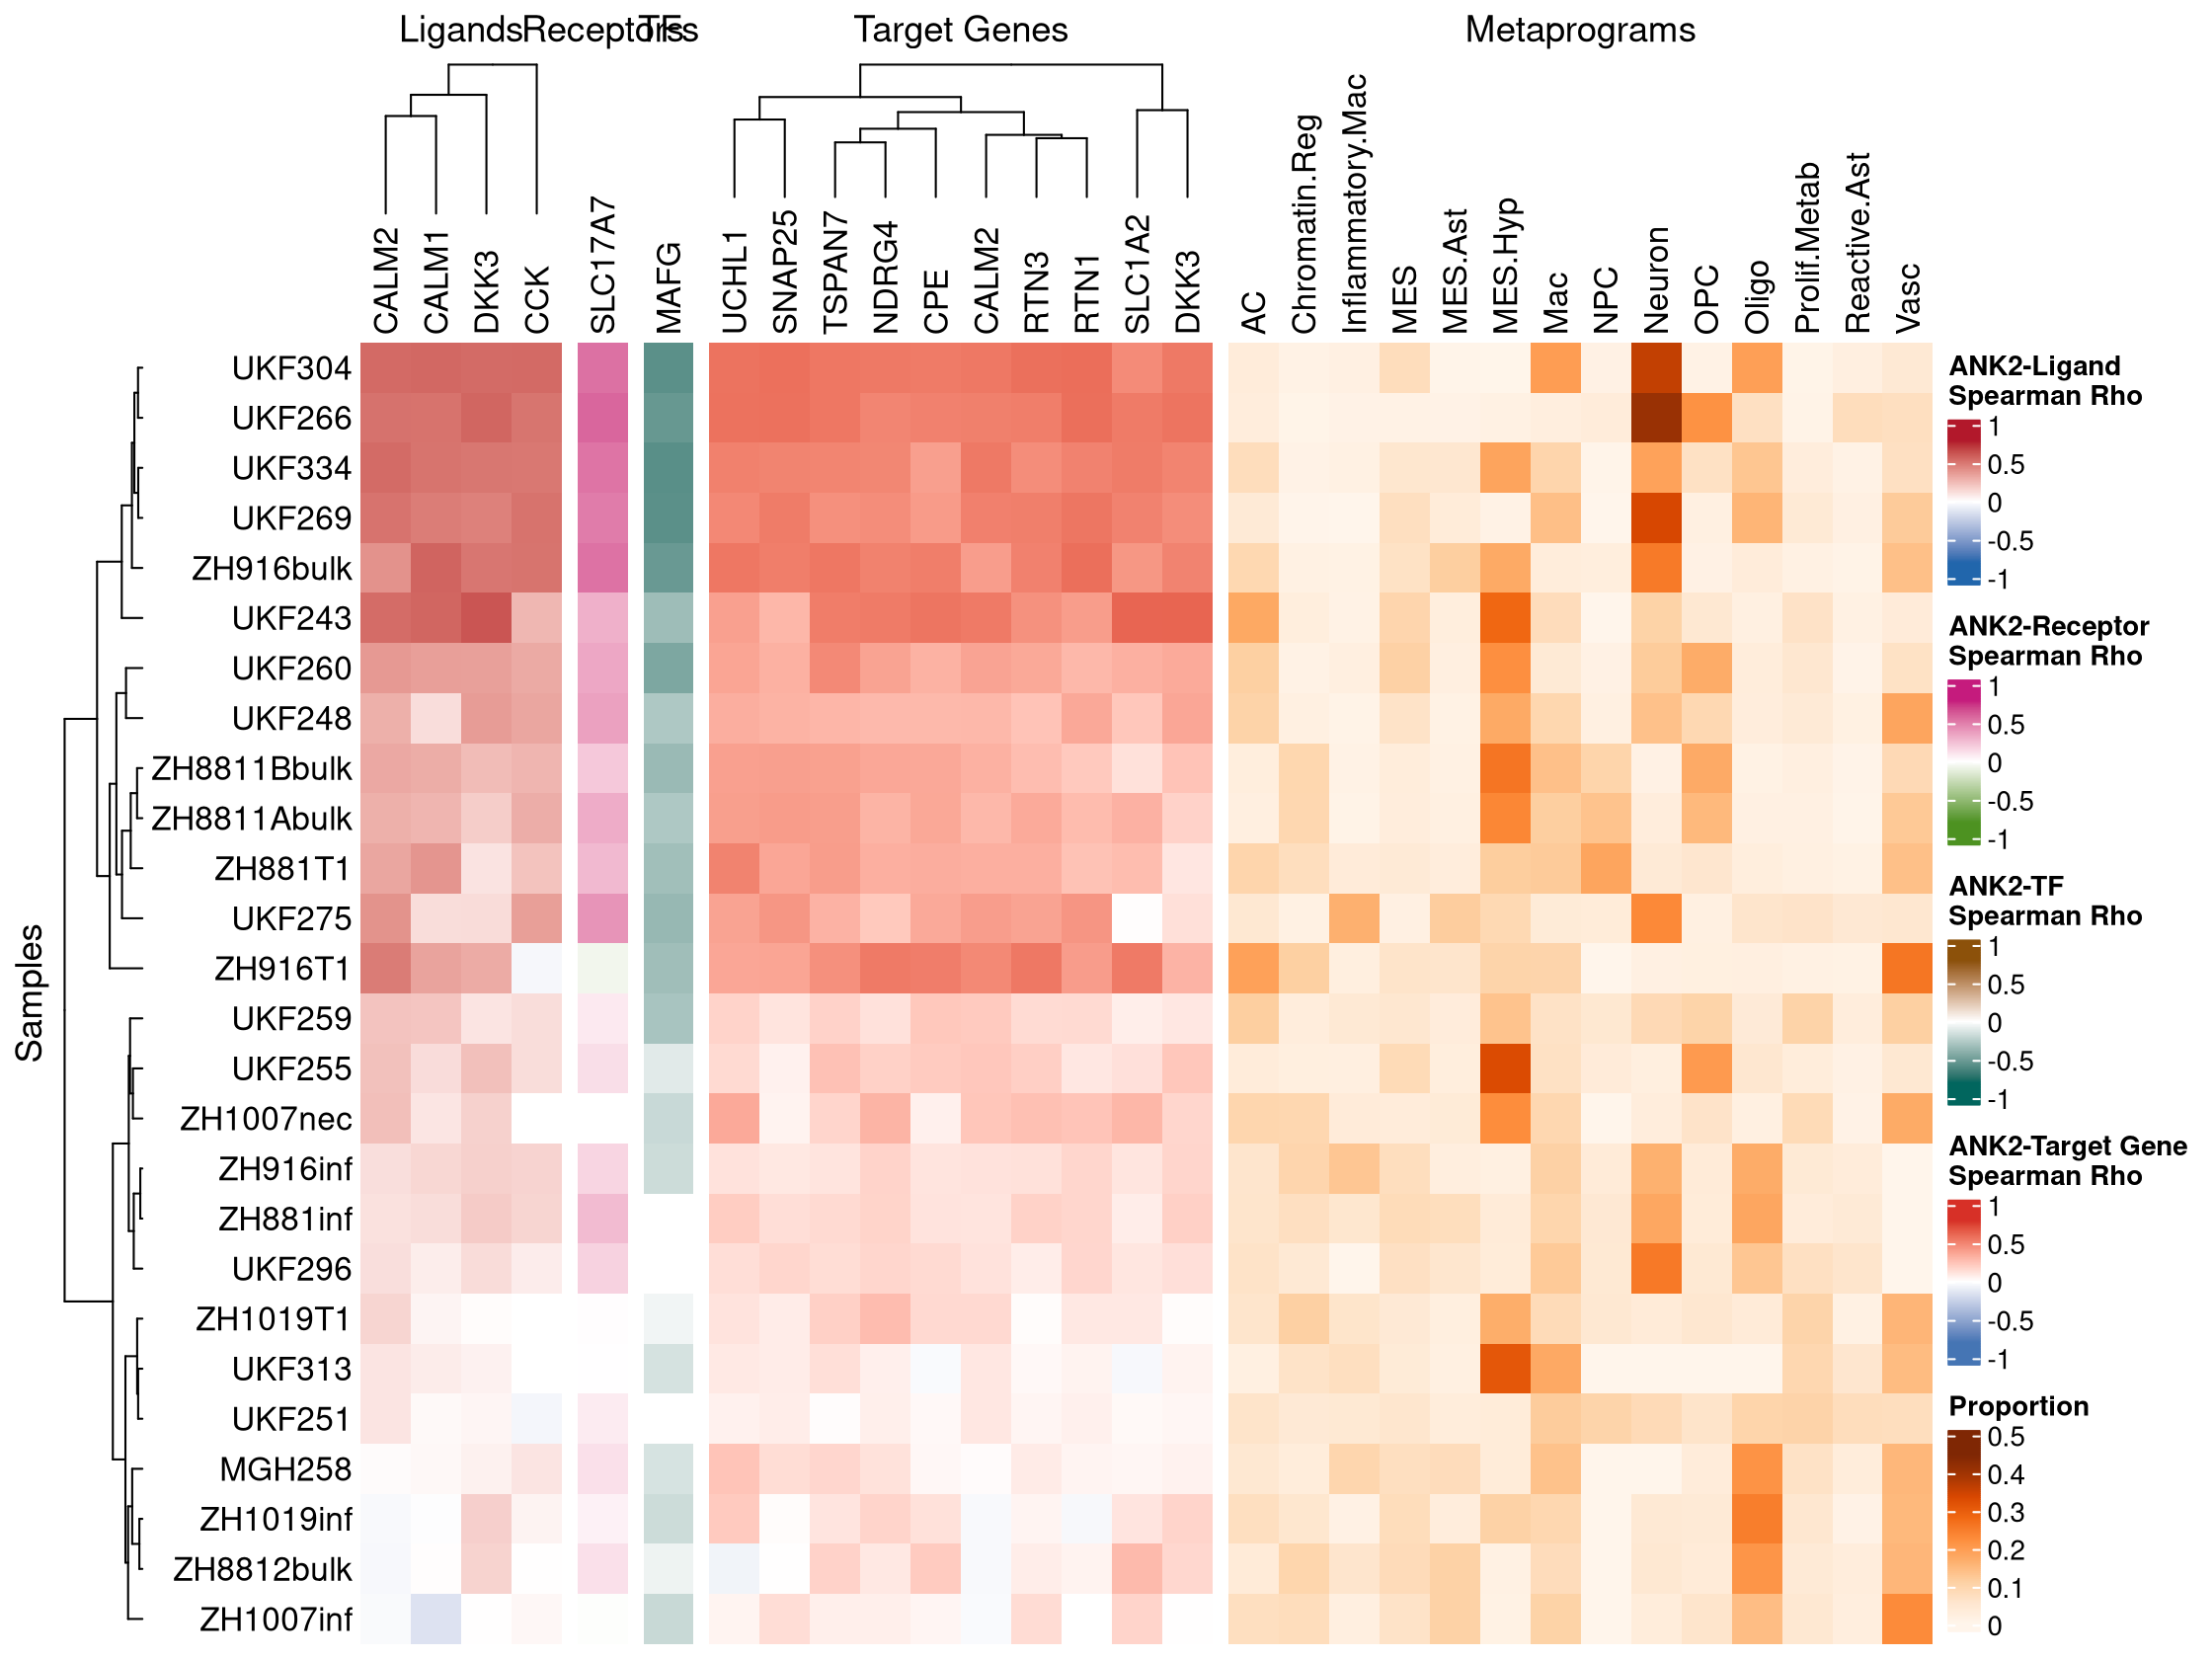 Ligands Receptors TFs Target Genes Metaprograms
CALM2 CALM1 DKK3 CCK SLC17A7 MAFG UCHL1 SNAP25 TSPAN7 NDRG4 CPE CALM2 RTN3 RTN1 SLC1A2 DKK3 AC Chromatin.Reg Inflammatory.Mac MES MES.Ast MES.Hyp Mac NPC Neuron OPC Oligo Prolif.Metab Reactive.Ast Vasc
Samples
UKF304
UKF266
UKF334
UKF269
ZH916bulk
UKF243
UKF260
UKF248
ZH8811Bbulk
ZH8811Abulk
ZH881T1
UKF275
ZH916T1
UKF259
UKF255
ZH1007nec
ZH916inf
ZH881inf
UKF296
ZH1019T1
UKF313
UKF251
MGH258
ZH1019inf
ZH8812bulk
ZH1007inf
ANK2-Ligand
Spearman Rho
1
0.5
0
-0.5
-1
ANK2-Receptor
Spearman Rho
1
0.5
0
-0.5
-1
ANK2-TF
Spearman Rho
1
0.5
0
-0.5
-1
ANK2-Target Gene
Spearman Rho
1
0.5
0
-0.5
-1
Proportion
0.5
0.4
0.3
0.2
0.1
0